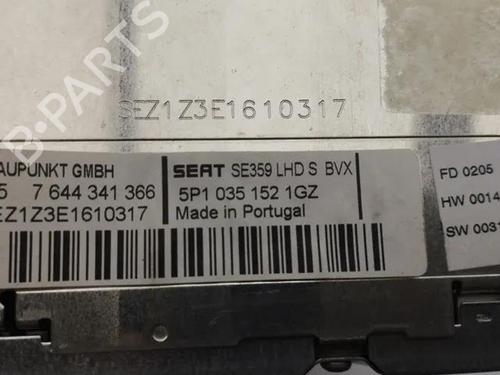 SEZ1Z3E1610317
AUPUNKT GMBH
5 7 644 341 366
EZ1Z3E1610317
SEAT SE359 LHD S BVX
5P1 035 152 1GZ
Made in Portugal
FD 0205
HW 0014
SW 0031